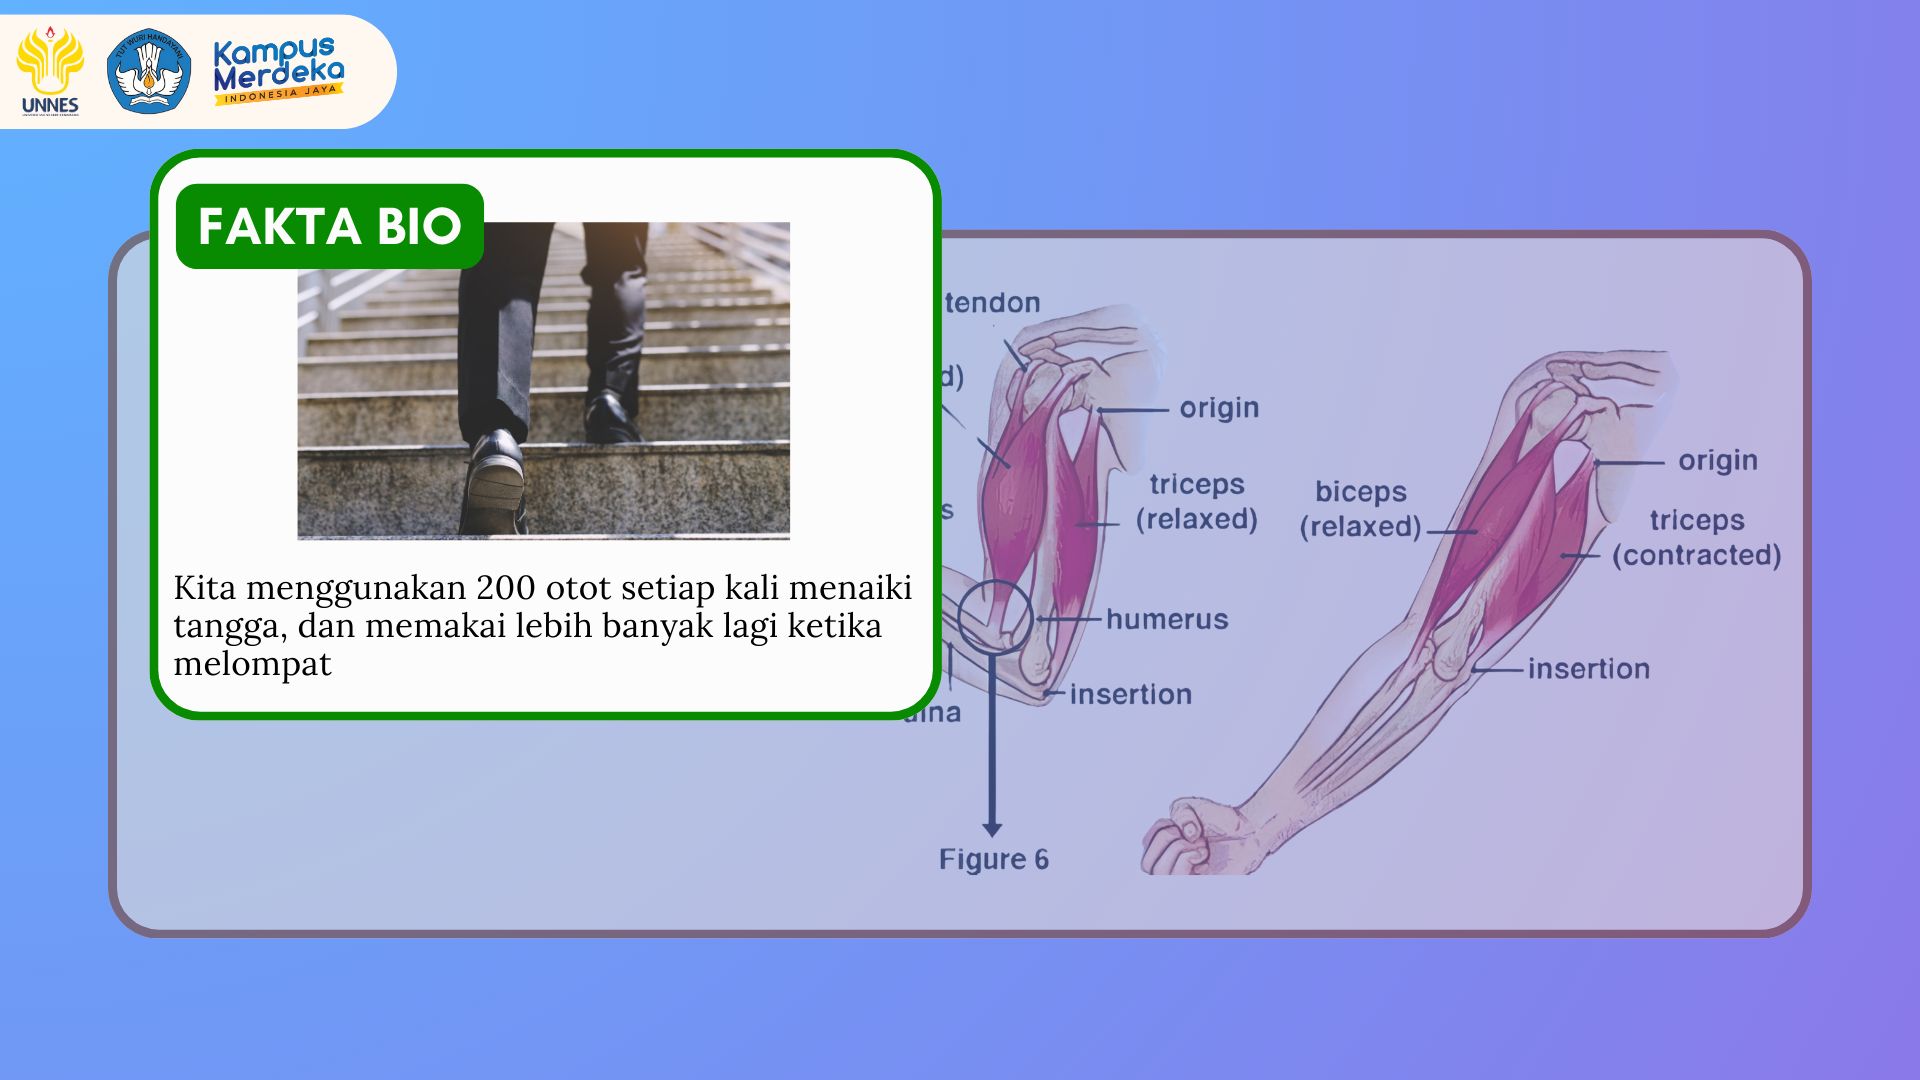 UNNES
TUT WURI HANDAYANI
Kampus
Merdeka
INDONESIA JAYA
FAKTA BIO
Kita menggunakan 200 otot setiap kali menaiki
tangga, dan memakai lebih banyak lagi ketika
melompat
tendon
origin
triceps
(relaxed)
humerus
insertion
Figure 6
biceps
(relaxed)
origin
triceps
(contracted)
insertion